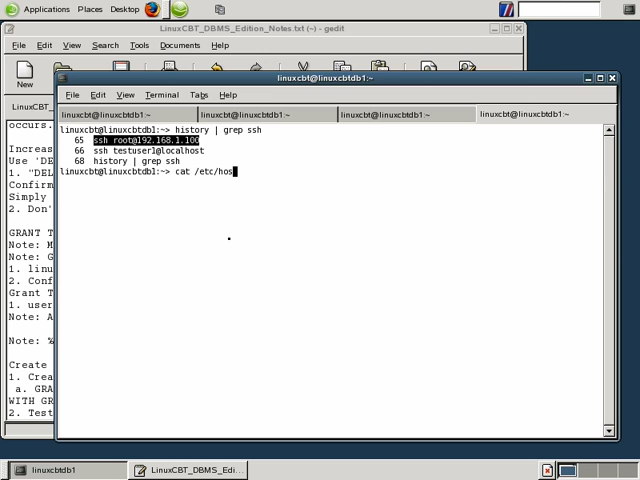 Applications Places Desktop
LinuxCBT_DBMS_Edition_Notes.txt (~) - gedit
File Edit View Search Tools Documents Help
New
linuxcbt@linuxcbtdb1:~
LinuxCBT_
linuxcbt@linuxcbtdb1:~ linuxcbt@linuxcbtdb1:~ linuxcbt@linuxcbtdb1:~ linuxcbt@linuxcbtdb1:~
File Edit View Terminal Tabs Help
linuxcbt@linuxcbtdb1:~> history | grep ssh
65 ssh root@192.168.1.100
66 ssh testuser1@localhost
68 history | grep ssh
linuxcbt@linuxcbtdb1:~> cat /etc/hos
occurs.
Increas
Use 'DE
1. "DEL
Confirm
Simply
2. Don'
GRANT T
Note: M
Note: G
1. linu
2. Conf
Grant T
1. user
Note: A
Note: %
Create
1. Crea
a. GRA
WITH GR
2. Test
linuxcbtdb1
LinuxCBT_DBMS_Edi...